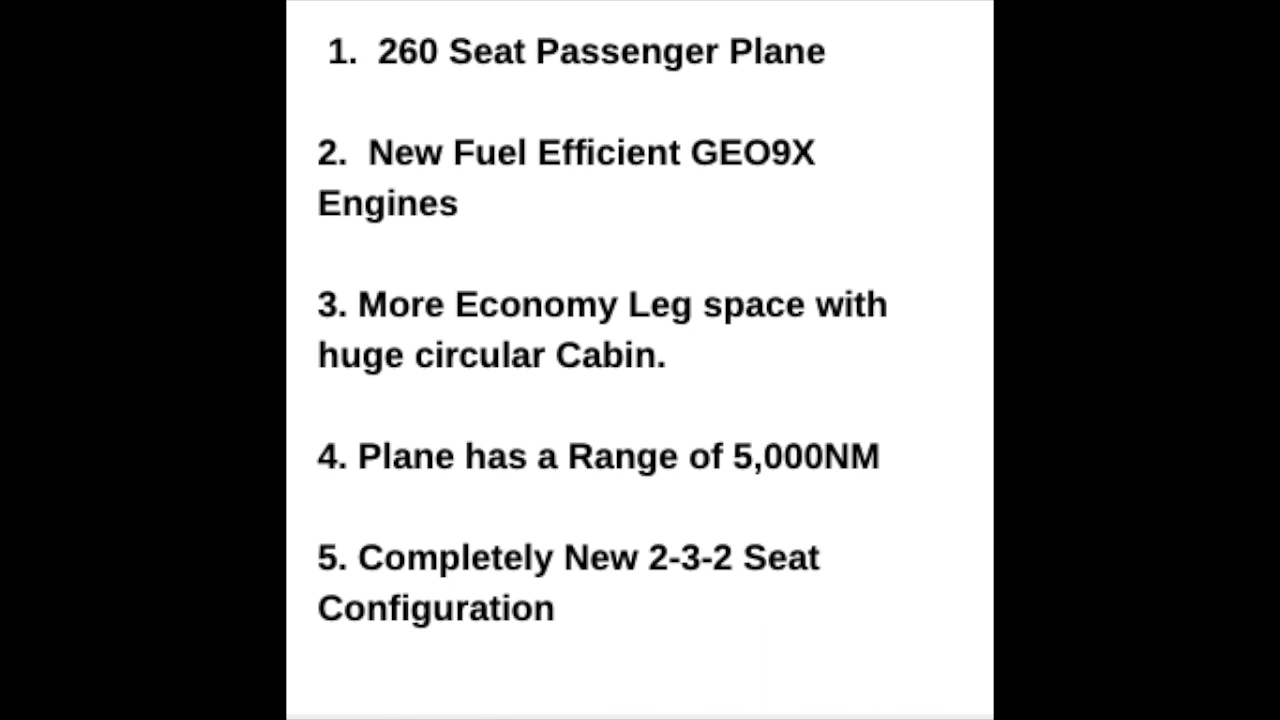 1. 260 Seat Passenger Plane
2. New Fuel Efficient GEO9X
Engines
3. More Economy Leg space with
huge circular Cabin.
4. Plane has a Range of 5,000NM
5. Completely New 2-3-2 Seat
Configuration